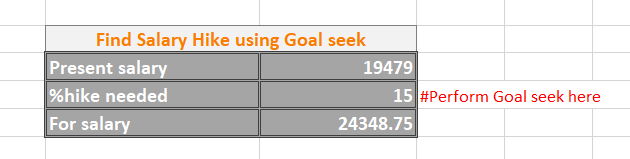 Find Salary Hike using Goal seek
Present salary 19479
%hike needed 15 #Perform Goal seek here
For salary 24348.75